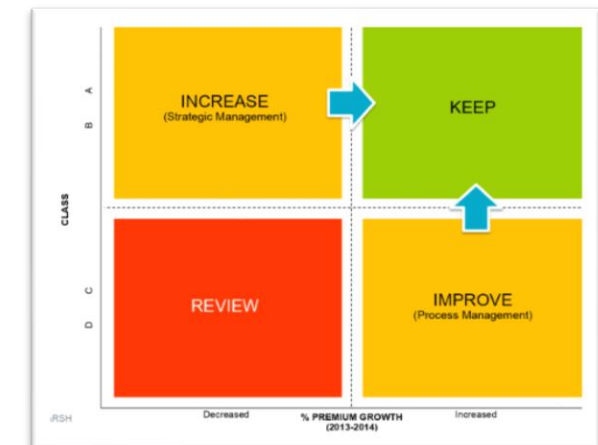 INCREASE
(Strategic Management)
KEEP
A
B
CLASS
REVIEW
IMPROVE
(Process Management)
C
D
RSH
Decreased
% PREMIUM GROWTH
(2013-2014)
Increased